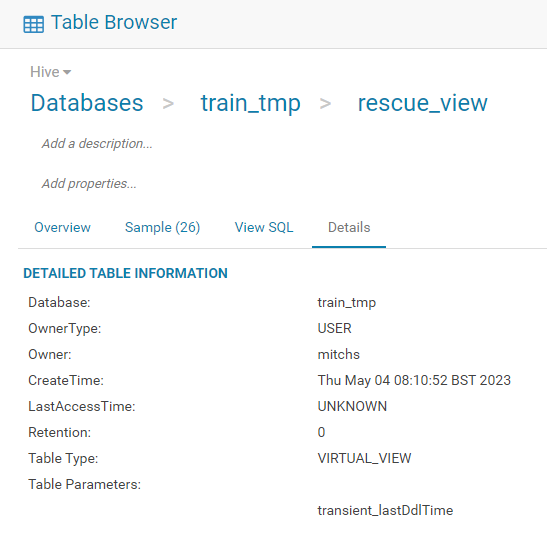 Table Browser
Hive
Databases > train_tmp > rescue_view
Add a description...
Add properties...
Overview Sample (26) View SQL Details
DETAILED TABLE INFORMATION
Database: train_tmp
OwnerType: USER
Owner: mitchs
CreateTime: Thu May 04 08:10:52 BST 2023
LastAccessTime: UNKNOWN
Retention: 0
Table Type: VIRTUAL_VIEW
Table Parameters:
transient_lastDdlTime